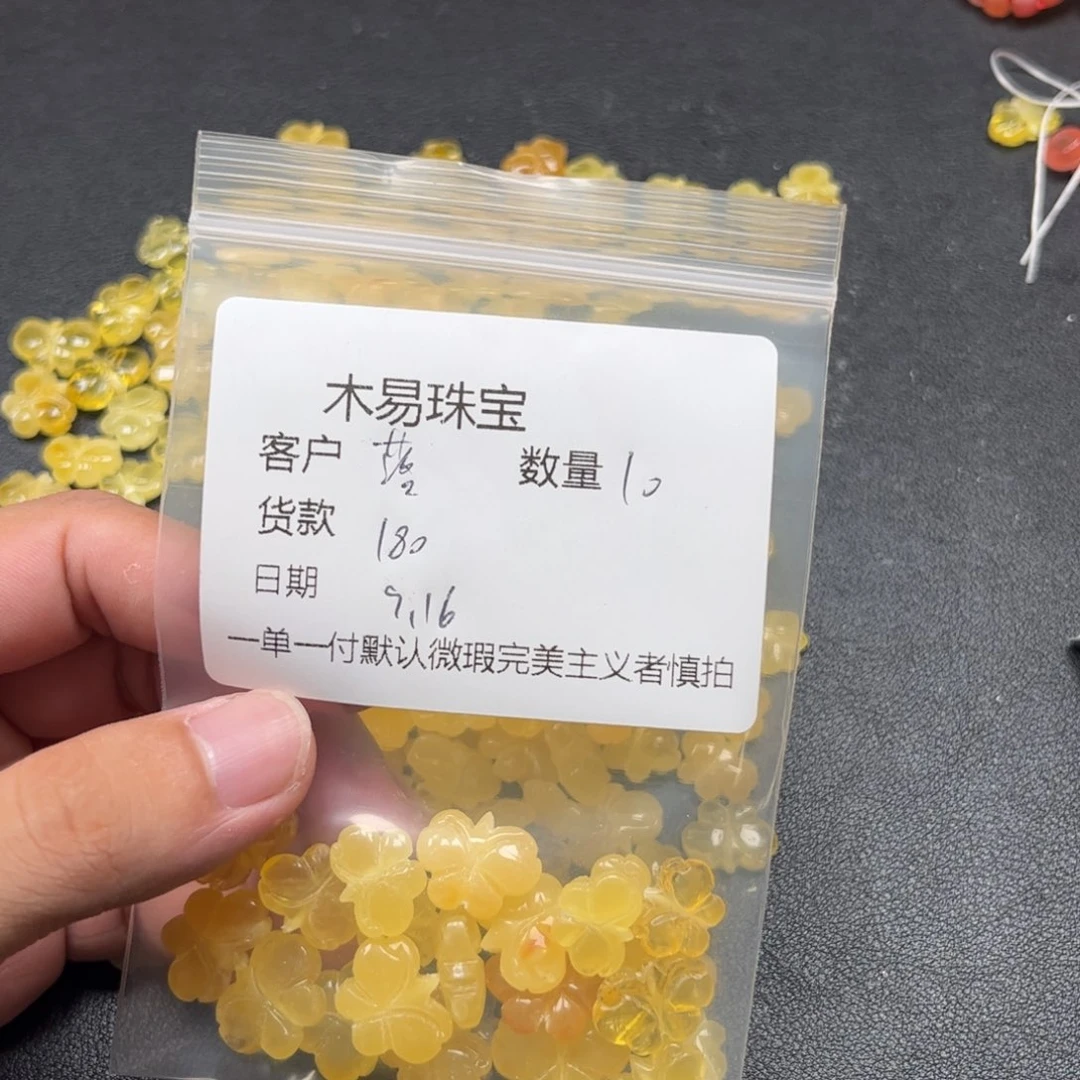 木易珠宝
客户 数量 10
货款 180
日期 9.16
一单一付默认微瑕完美主义者慎拍